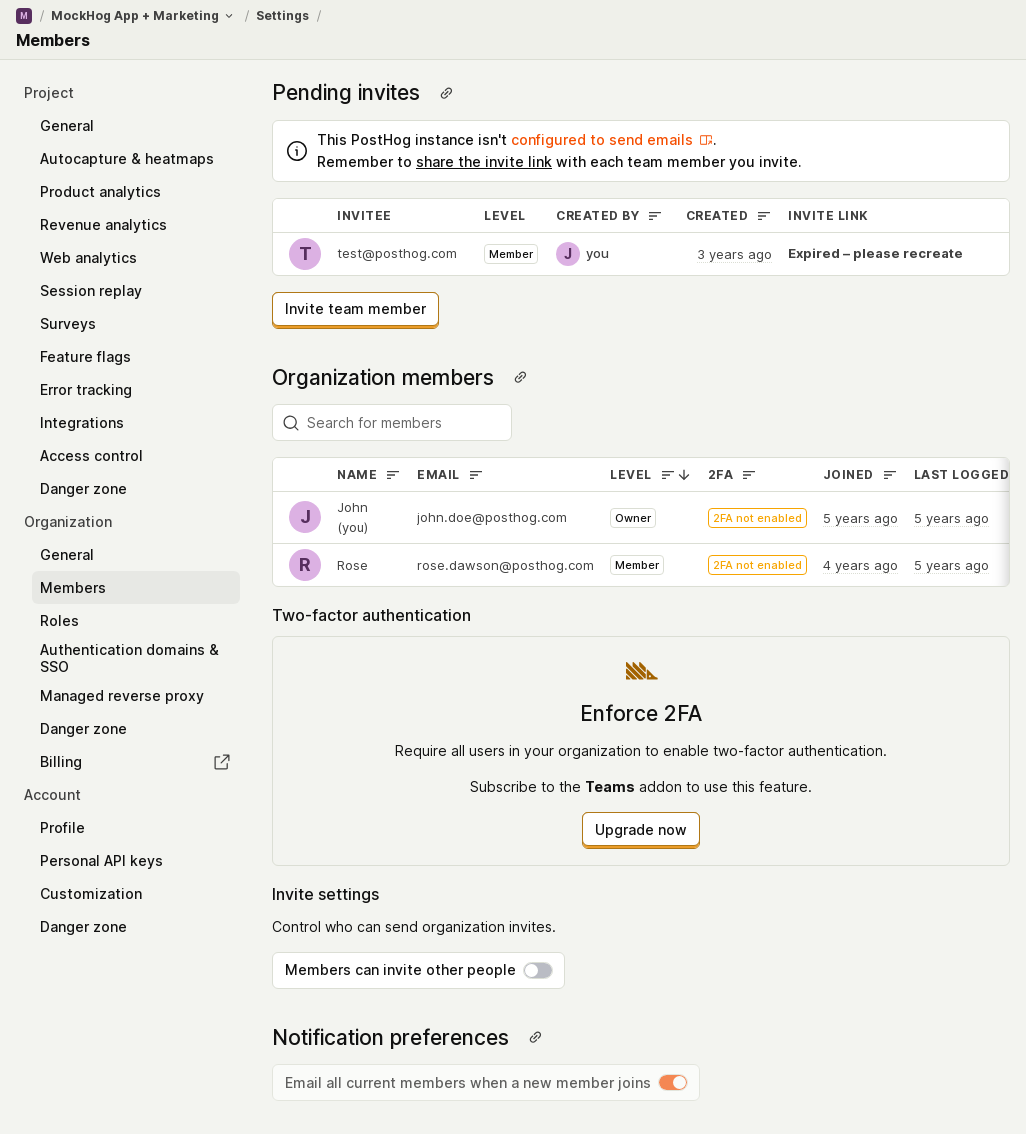 M / MockHog App + Marketing / Settings /
Members
Project
General
Autocapture & heatmaps
Product analytics
Revenue analytics
Web analytics
Session replay
Surveys
Feature flags
Error tracking
Integrations
Access control
Danger zone
Organization
General
Members
Roles
Authentication domains &
SSO
Managed reverse proxy
Danger zone
Billing
Account
Profile
Personal API keys
Customization
Danger zone
Pending invites
This PostHog instance isn't configured to send emails.
Remember to share the invite link with each team member you invite.
INVITEE LEVEL CREATED BY CREATED INVITE LINK
T test@posthog.com Member J you 3 years ago Expired – please recreate
Invite team member
Organization members
Search for members
NAME EMAIL LEVEL 2FA JOINED LAST LOGGED
J John (you) john.doe@posthog.com Owner 2FA not enabled 5 years ago 5 years ago
R Rose rose.dawson@posthog.com Member 2FA not enabled 4 years ago 5 years ago
Two-factor authentication
Enforce 2FA
Require all users in your organization to enable two-factor authentication.
Subscribe to the Teams addon to use this feature.
Upgrade now
Invite settings
Control who can send organization invites.
Members can invite other people
Notification preferences
Email all current members when a new member joins